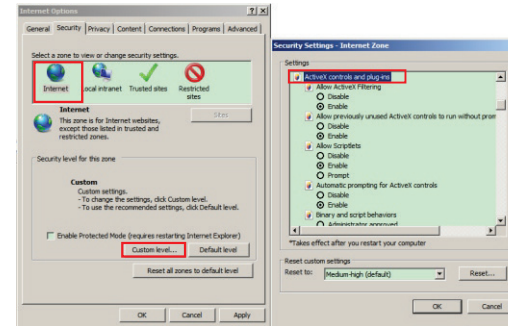 Internet Options
General Security Privacy Content Connections Programs Advanced
Select a zone to view or change security settings.
Internet Local intranet Trusted sites Restricted sites
Internet
Sites
This zone is for Internet websites,
except those listed in trusted and
restricted zones.
Security level for this zone
Custom
Custom settings.
- To change the settings, click Custom level.
- To use the recommended settings, click Default level.
Enable Protected Mode (requires restarting Internet Explorer)
Custom level... Default level
Reset all zones to default level
OK Cancel Apply
Security Settings - Internet Zone
Settings
ActiveX controls and plug-ins
Allow ActiveX Filtering
Disable
Enable
Allow previously unused ActiveX controls to run without prom
Disable
Enable
Allow Scriptlets
Disable
Enable
Prompt
Automatic prompting for ActiveX controls
Disable
Enable
Binary and script behaviors
Administrator approved
*Takes effect after you restart your computer
Reset custom settings
Reset to: Medium-high (default) Reset...
OK Cancel